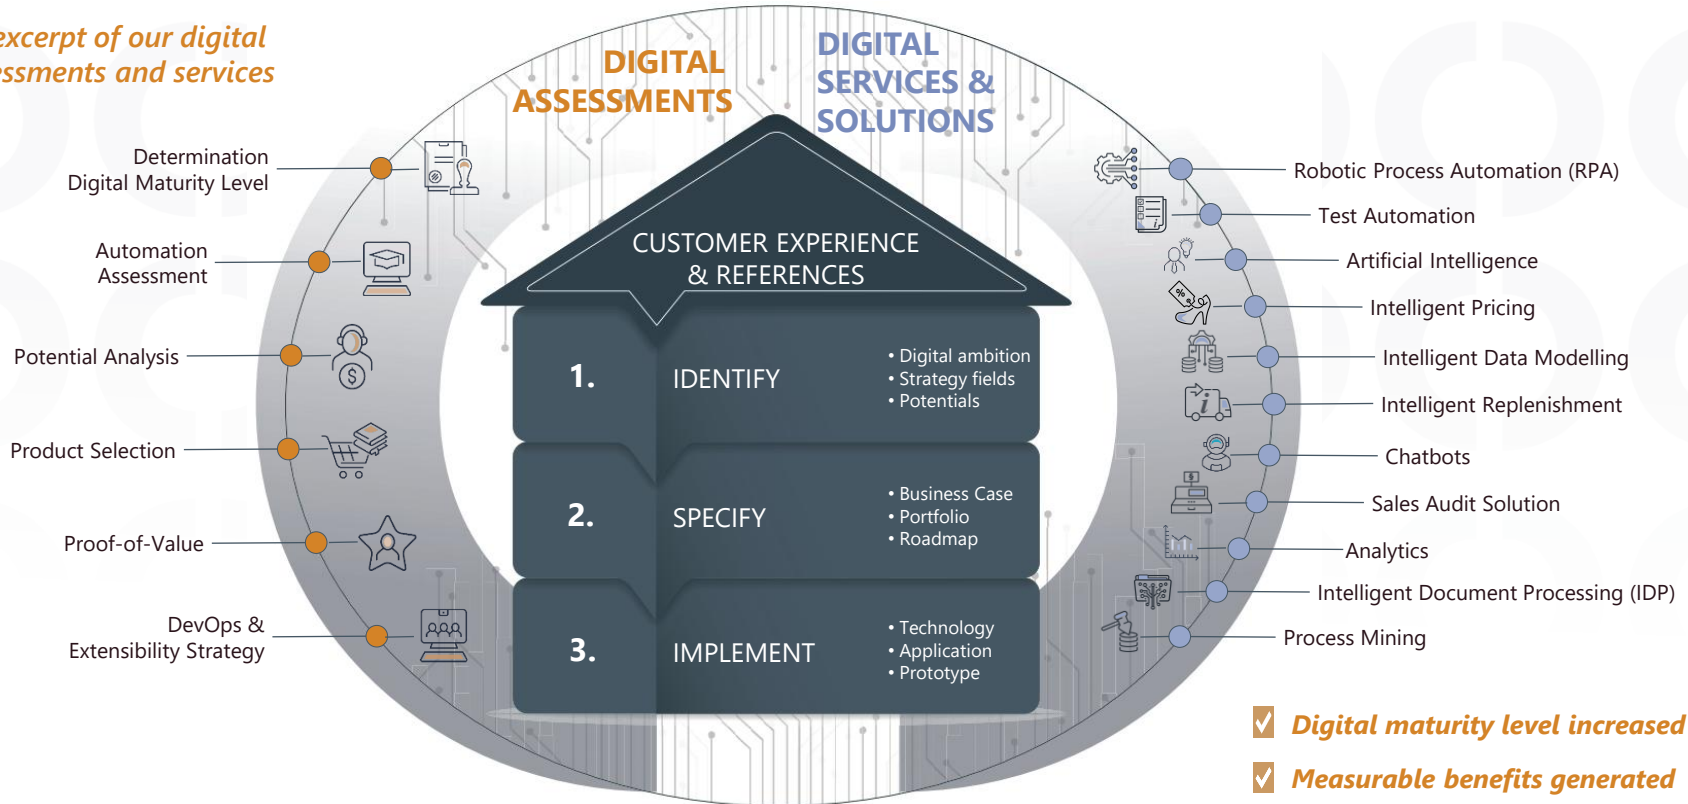 excerpt of our digital
essments and services
DIGITAL
ASSESSMENTS
DIGITAL
SERVICES &
SOLUTIONS
Determination
Digital Maturity Level
Automation
Assessment
Potential Analysis
Product Selection
Proof-of-Value
DevOps &
Extensibility Strategy
CUSTOMER EXPERIENCE
& REFERENCES
1.
IDENTIFY
• Digital ambition
• Strategy fields
• Potentials
2.
SPECIFY
• Business Case
• Portfolio
• Roadmap
3.
IMPLEMENT
• Technology
• Application
• Prototype
Robotic Process Automation (RPA)
Test Automation
Artificial Intelligence
Intelligent Pricing
Intelligent Data Modelling
Intelligent Replenishment
Chatbots
Sales Audit Solution
Analytics
Intelligent Document Processing (IDP)
Process Mining
Digital maturity level increased
Measurable benefits generated